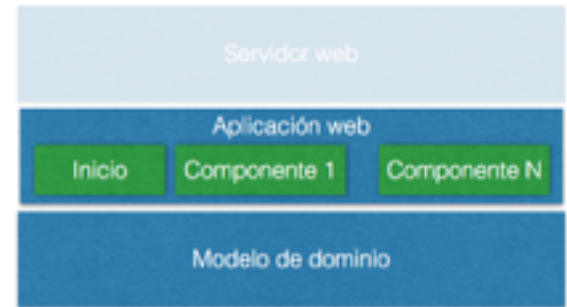 Servidor web
Aplicación web
Inicio
Componente 1
Componente N
Modelo de dominio